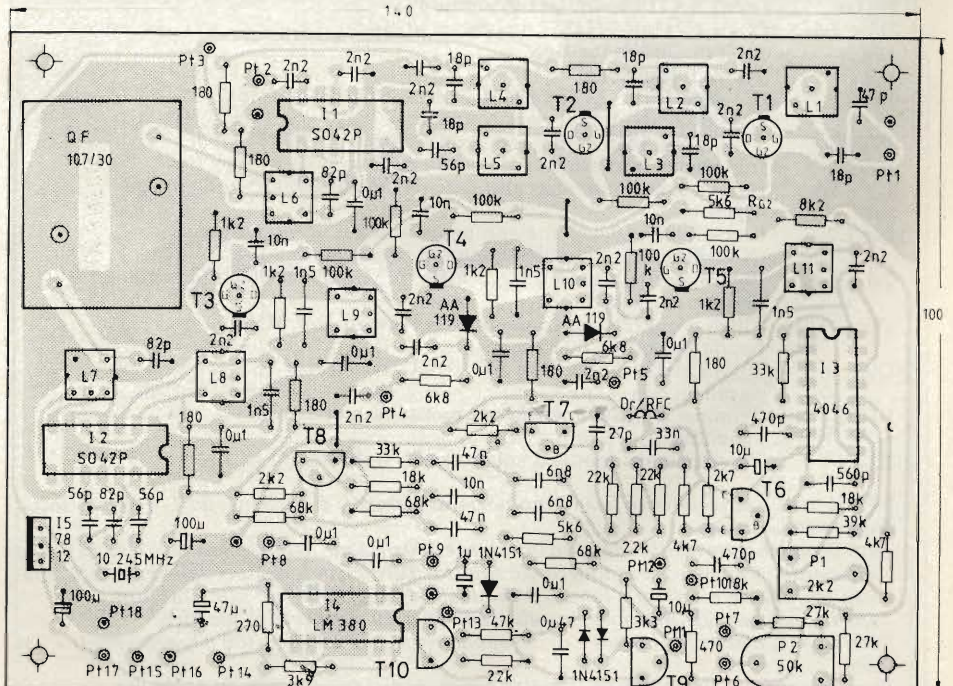 140
Pt3
Pt2
2n2
2n2
18p
18p
2n2
180
L4
180
L2
T1
L1
47p
I1
SO42P
2n2
T2
2n2
QF
10.7/30
18p
L5
2n2
L3
18p
180
56p
18p
Pt1
2n2
82p
0µ1
L6
100k
100k
5k6
RG2
8k2
10n
100k
1k2
10n
100k
T4
10n
100k
100k
T5
L11
2n2
1k2
1n5
100k
1k2
1n5
L10
2n2
2n2
1k2
1n5
T3
L9
2n2
AA
119
AA
119
100
2n2
0µ1
2n2
6k8
0µ1
82p
L7
L8
0µ1
180
2n2
Pt5
180
33k
I3
4046
6k8
1n5
180
2n2
Pt4
Dr/RFC
I2
SO42P
180
0µ1
T8
2k2
T7
27p
33n
470p
33k
47n
10µ
18k
10n
6n8
22k
22k
2k7
T6
560p
2k2
68k
68k
47n
6n8
18k
56p
82p
56p
5k6
39k
I5
78
12
100µ
0µ1
0µ1
Pt9
22k
4k7
470p
4k7
10 245MHz
Pt8
1µ
1N4151
68k
Pt12
P1
2k2
100µ
Pt18
47µ
0µ1
Pt10
18k
270
I4
LM380
Pt13
47k
0µ47
3k3
10µ
Pt7
27k
Pt11
470
P2
50k
27k
Pt17
Pt15
Pt16
Pt14
3k9
T10
22k
1N4151
T9
Pt6